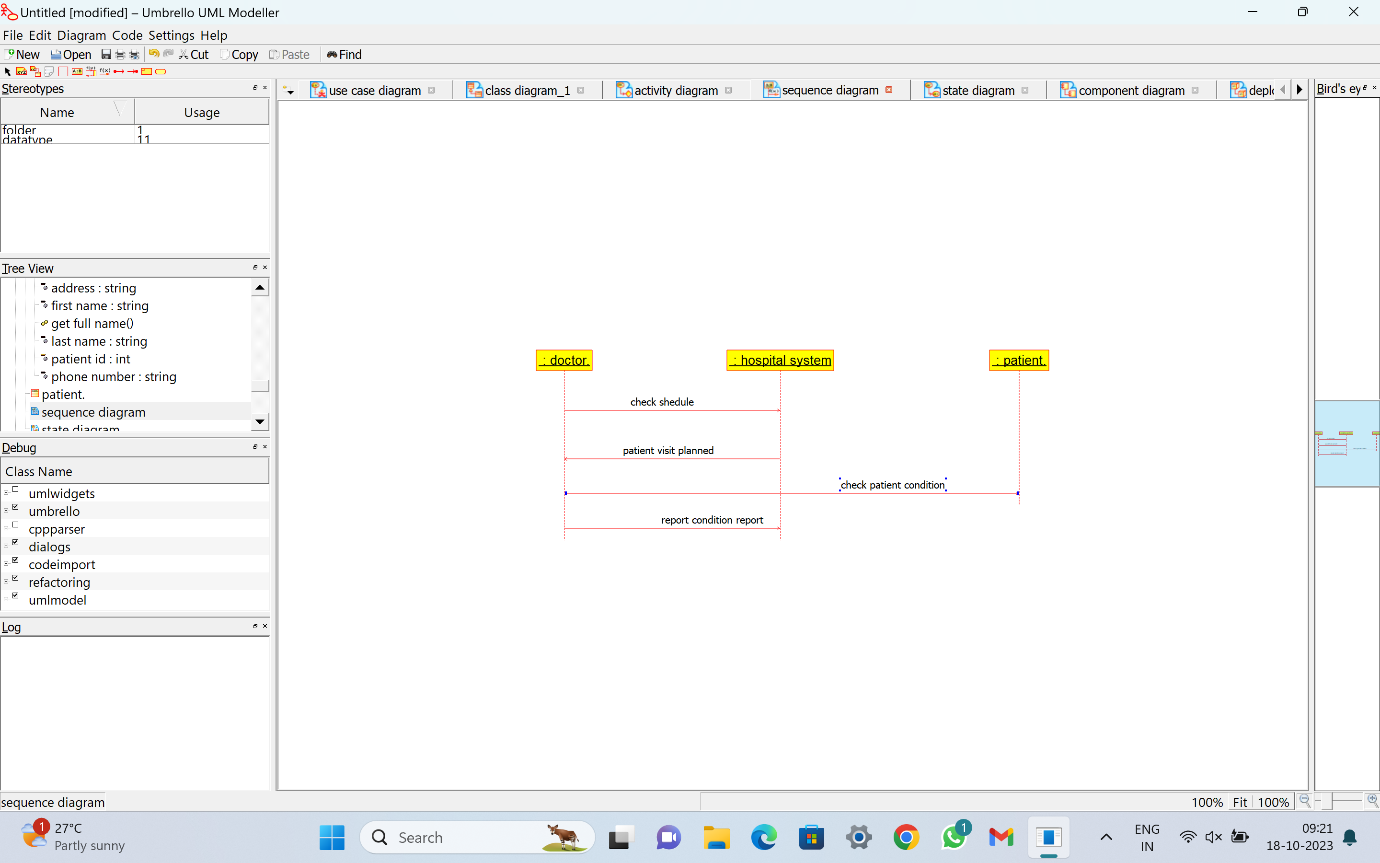 Untitled [modified] – Umbrello UML Modeller
File Edit Diagram Code Settings Help
New Open Cut Copy Paste Find
Stereotypes
Name Usage
folder 1
datatype 11
Tree View
address : string
first name : string
get full name()
last name : string
patient id : int
phone number : string
patient.
sequence diagram
state diagram
Debug
Class Name
umlwidgets
umbrello
cppparser
dialogs
codeimport
refactoring
umlmodel
Log
use case diagram class diagram_1 activity diagram sequence diagram state diagram component diagram deplo
Bird's ey
: doctor. : hospital system : patient.
check shedule
patient visit planned
check patient condition
report condition report
sequence diagram
100% Fit 100%
1 27°C
Partly sunny
Search
1
ENG
IN
09:21
18-10-2023